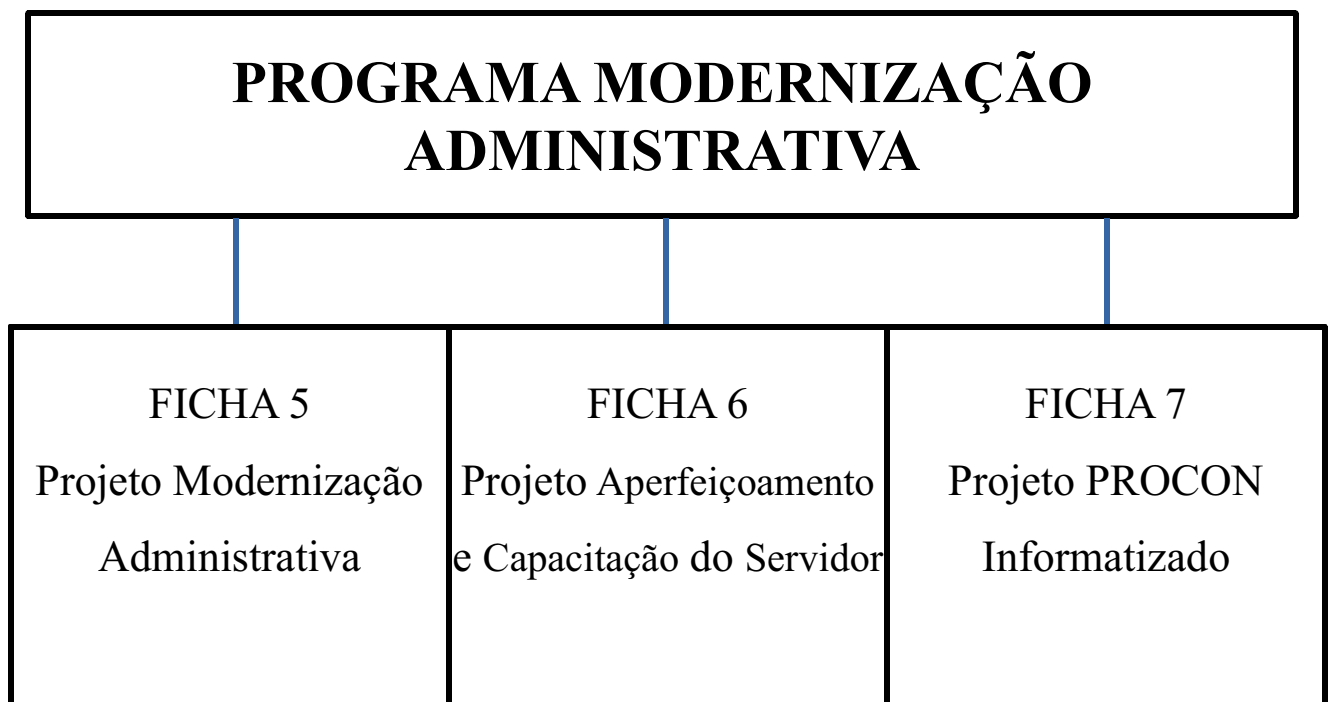 PROGRAMA MODERNIZAÇÃO
ADMINISTRATIVA
FICHA 5
Projeto Modernização
Administrativa
FICHA 6
Projeto Aperfeiçoamento
e Capacitação do Servidor
FICHA 7
Projeto PROCON
Informatizado